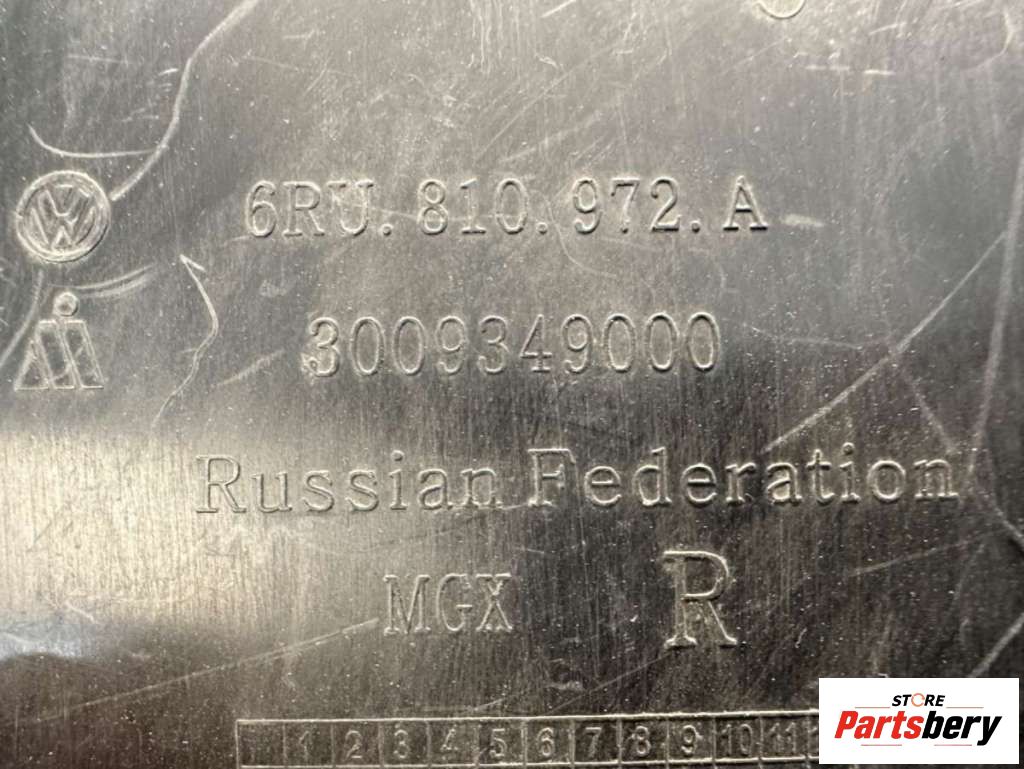 6RU.810.972.A
3009349000
Russian Federation
MGX R
1 2 3 4 5 6 7 8 9 10 11
STORE
Partsbery